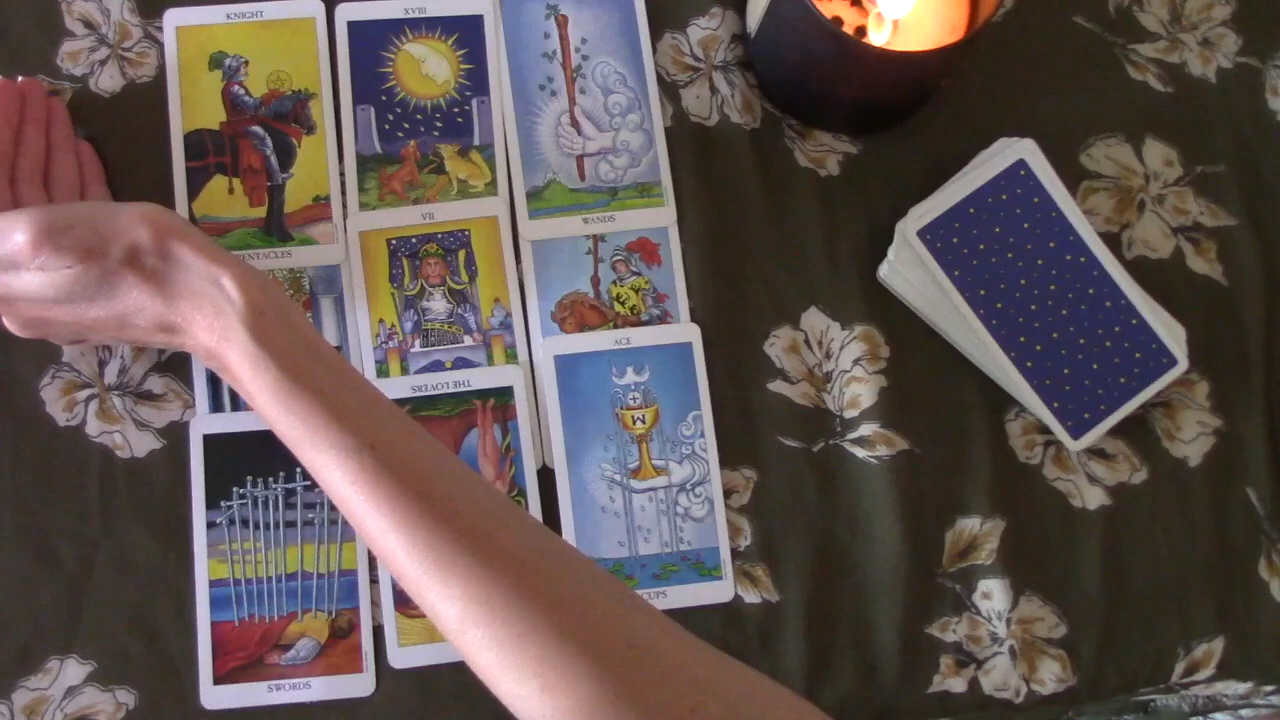 KNIGHT
XVIII
WANDS
PENTACLES
VII
ACE
THE LOVERS
M
CUPS
SWORDS